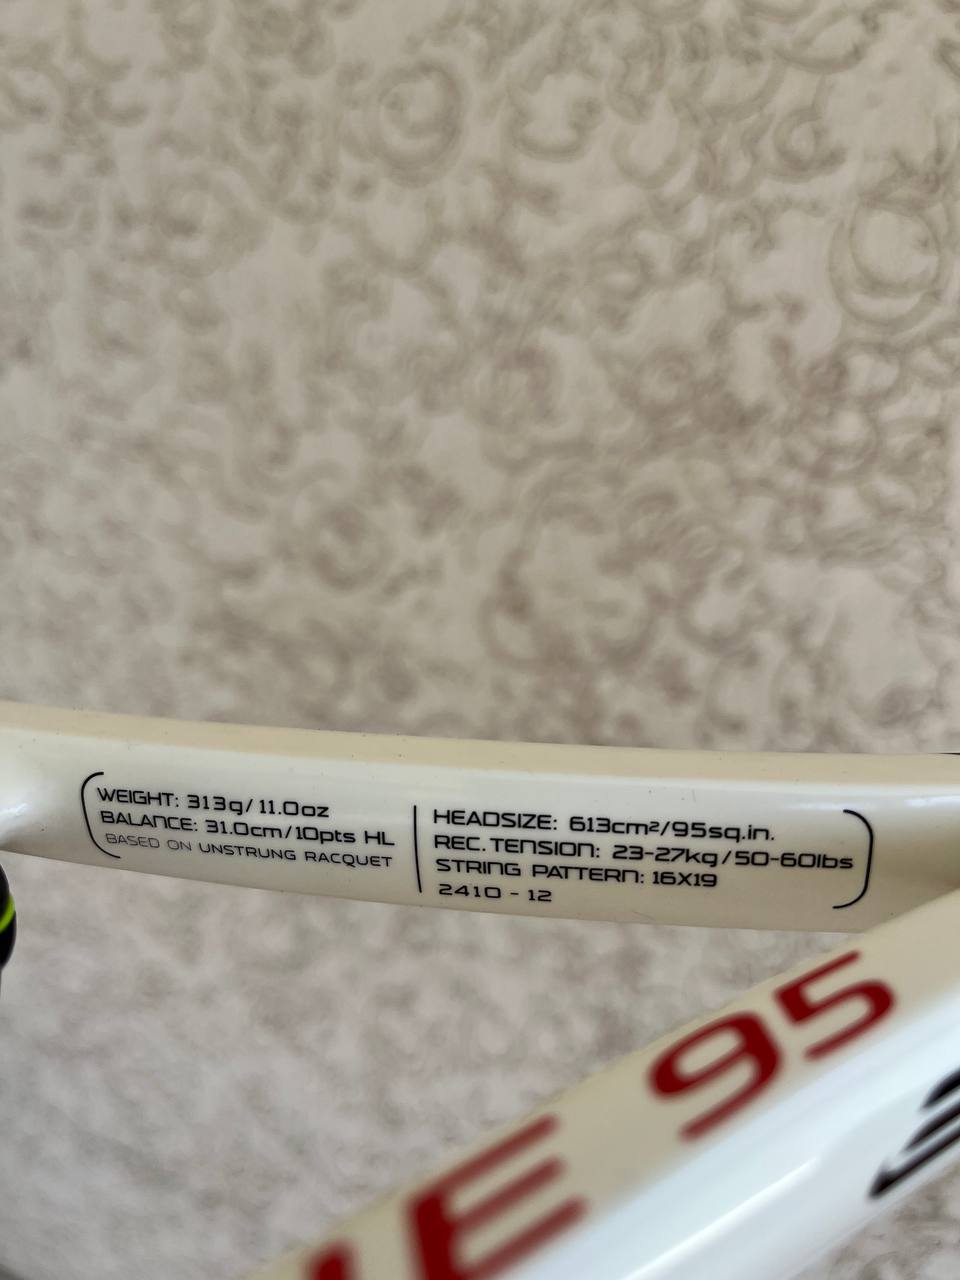 WEIGHT: 313g/11.0oz
BALANCE: 31.0cm/10pts HL
BASED ON UNSTRUNG RACQUET
HEADSIZE: 613cm²/95sq.in.
REC. TENSION: 23-27kg/50-60lbs
STRING PATTERN: 16X19
2410 - 12
E 95